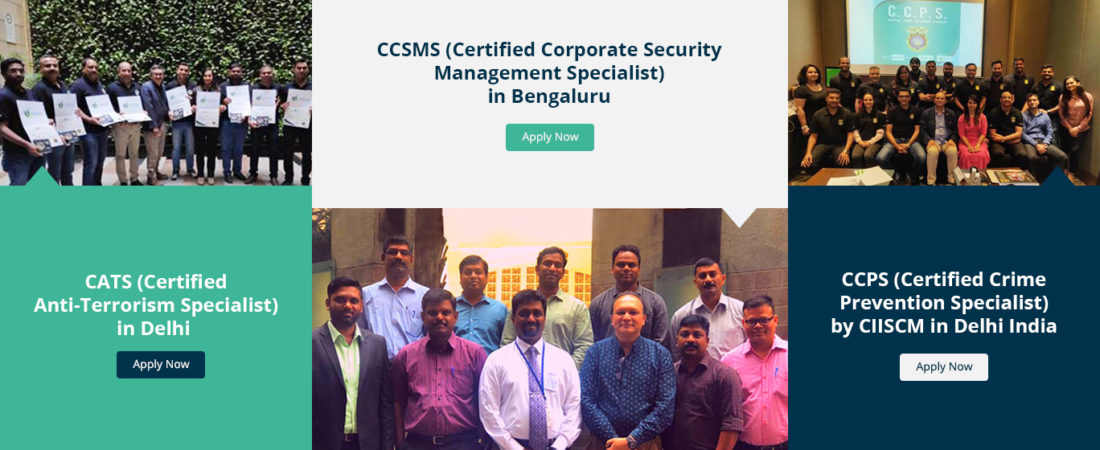 CCSMS (Certified Corporate Security
Management Specialist)
in Bengaluru
Apply Now
C.C.P.S.
CATS (Certified
Anti-Terrorism Specialist)
in Delhi
Apply Now
CCPS (Certified Crime
Prevention Specialist)
by CIISCM in Delhi India
Apply Now